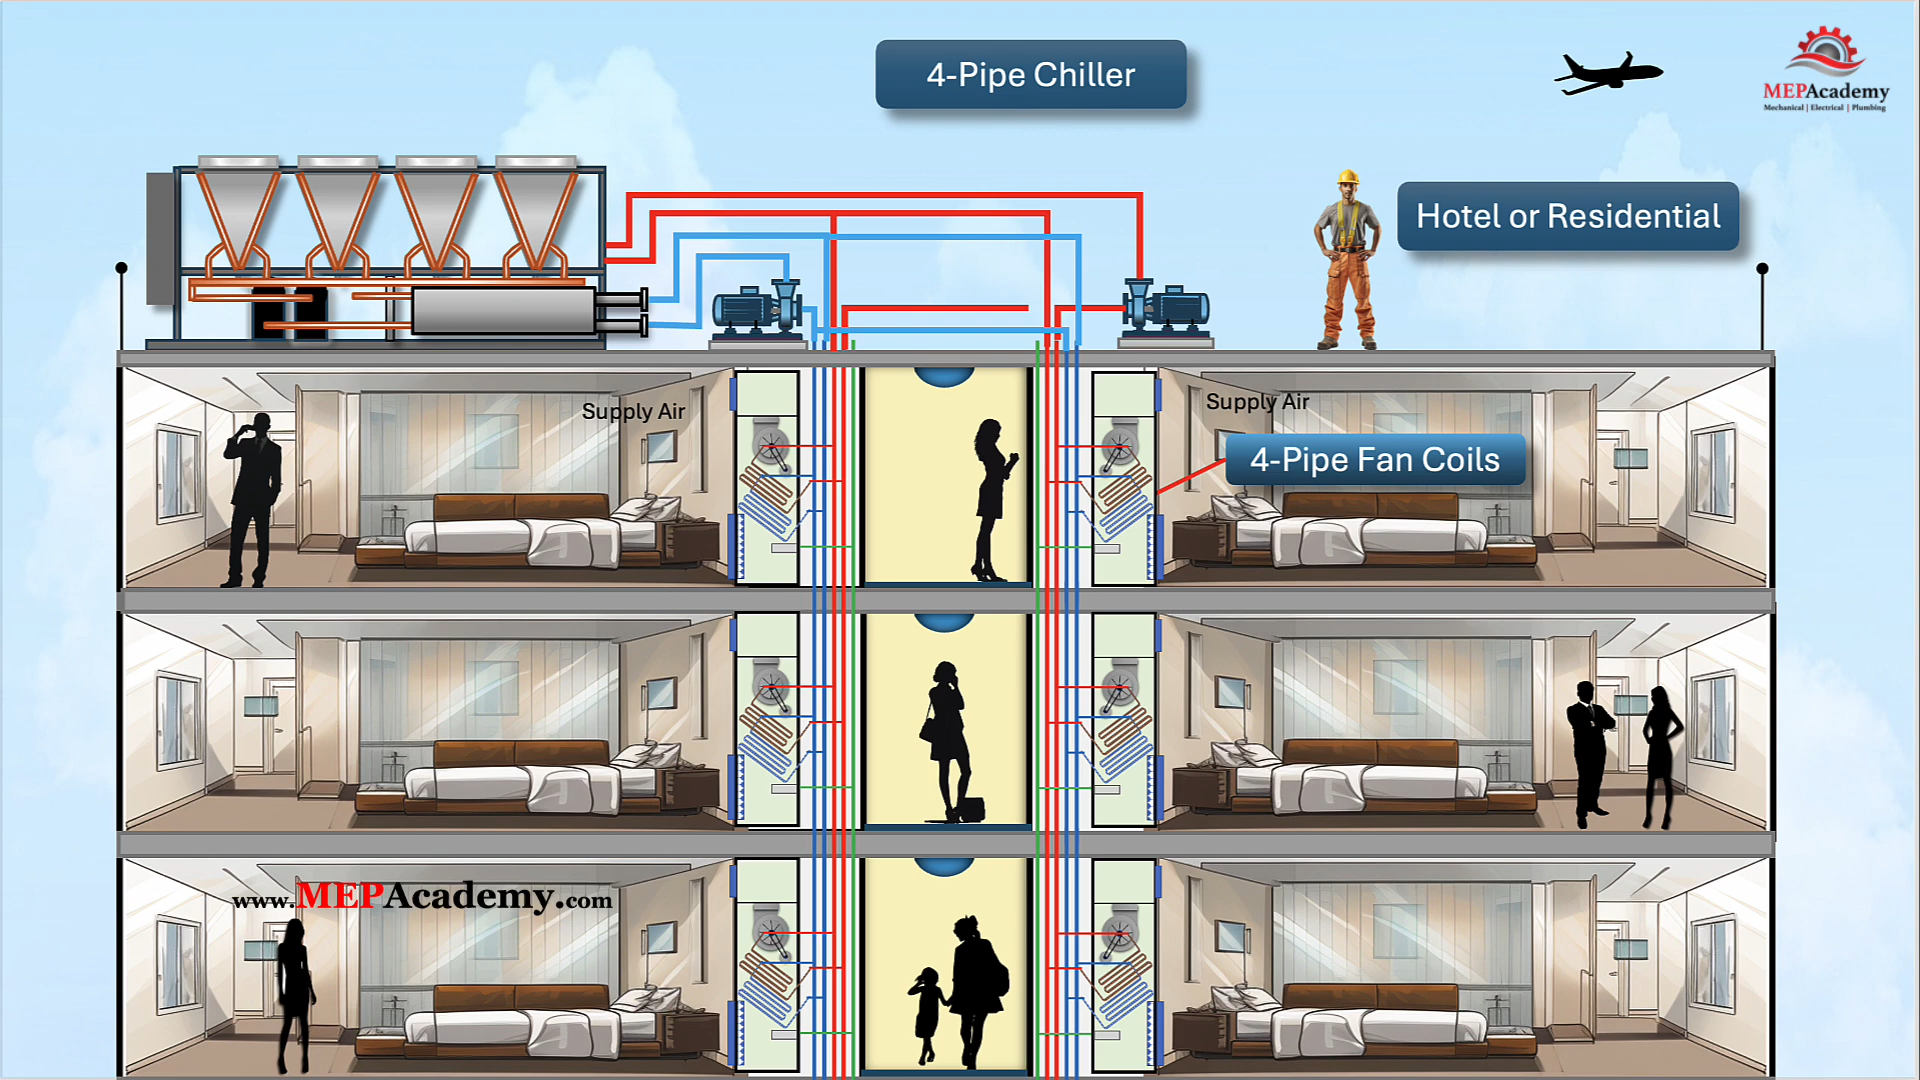 4-Pipe Chiller
MEPAcademy
Mechanical | Electrical | Plumbing
Hotel or Residential
Supply Air
Supply Air
4-Pipe Fan Coils
www.MEPAcademy.com